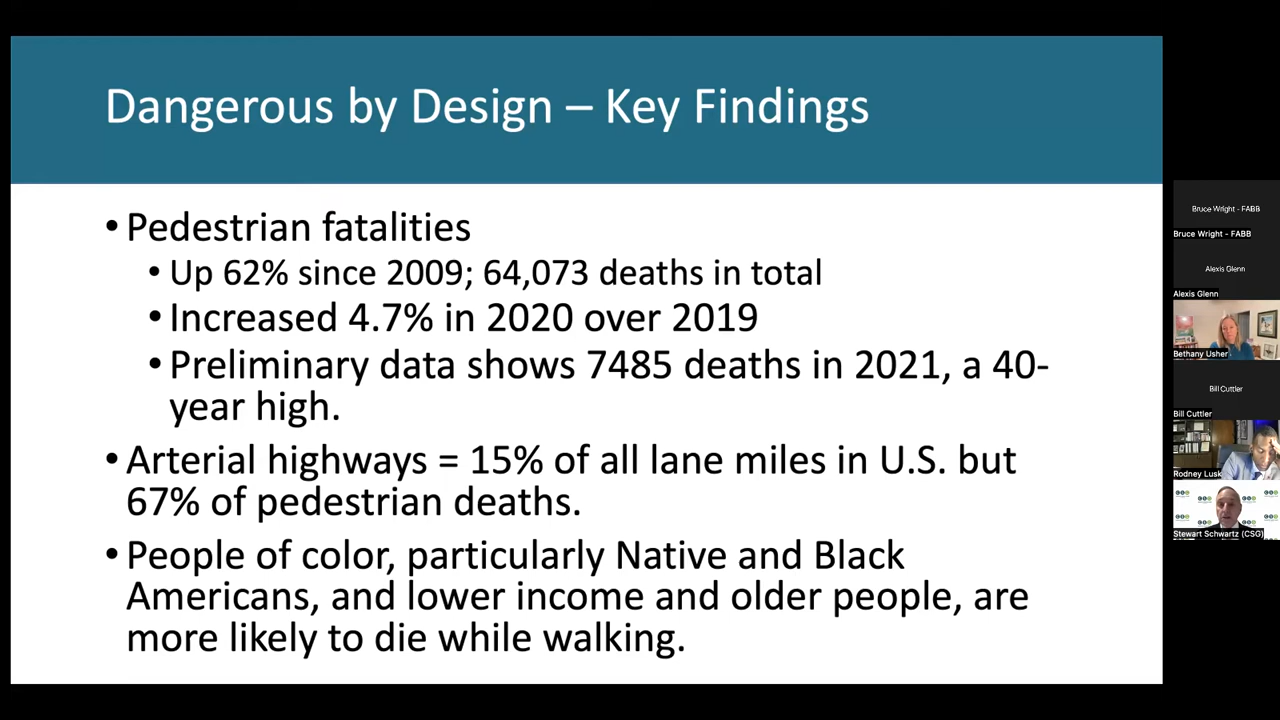 Dangerous by Design – Key Findings
• Pedestrian fatalities
• Up 62% since 2009; 64,073 deaths in total
• Increased 4.7% in 2020 over 2019
• Preliminary data shows 7485 deaths in 2021, a 40-
year high.
• Arterial highways = 15% of all lane miles in U.S. but
67% of pedestrian deaths.
• People of color, particularly Native and Black
Americans, and lower income and older people, are
more likely to die while walking.
Bruce Wright - FABB
Bruce Wright - FABB
Alexis Glenn
Alexis Glenn
Bethany Usher
Bill Cuttler
Bill Cuttler
Rodney Lusk
Stewart Schwartz (CSG)